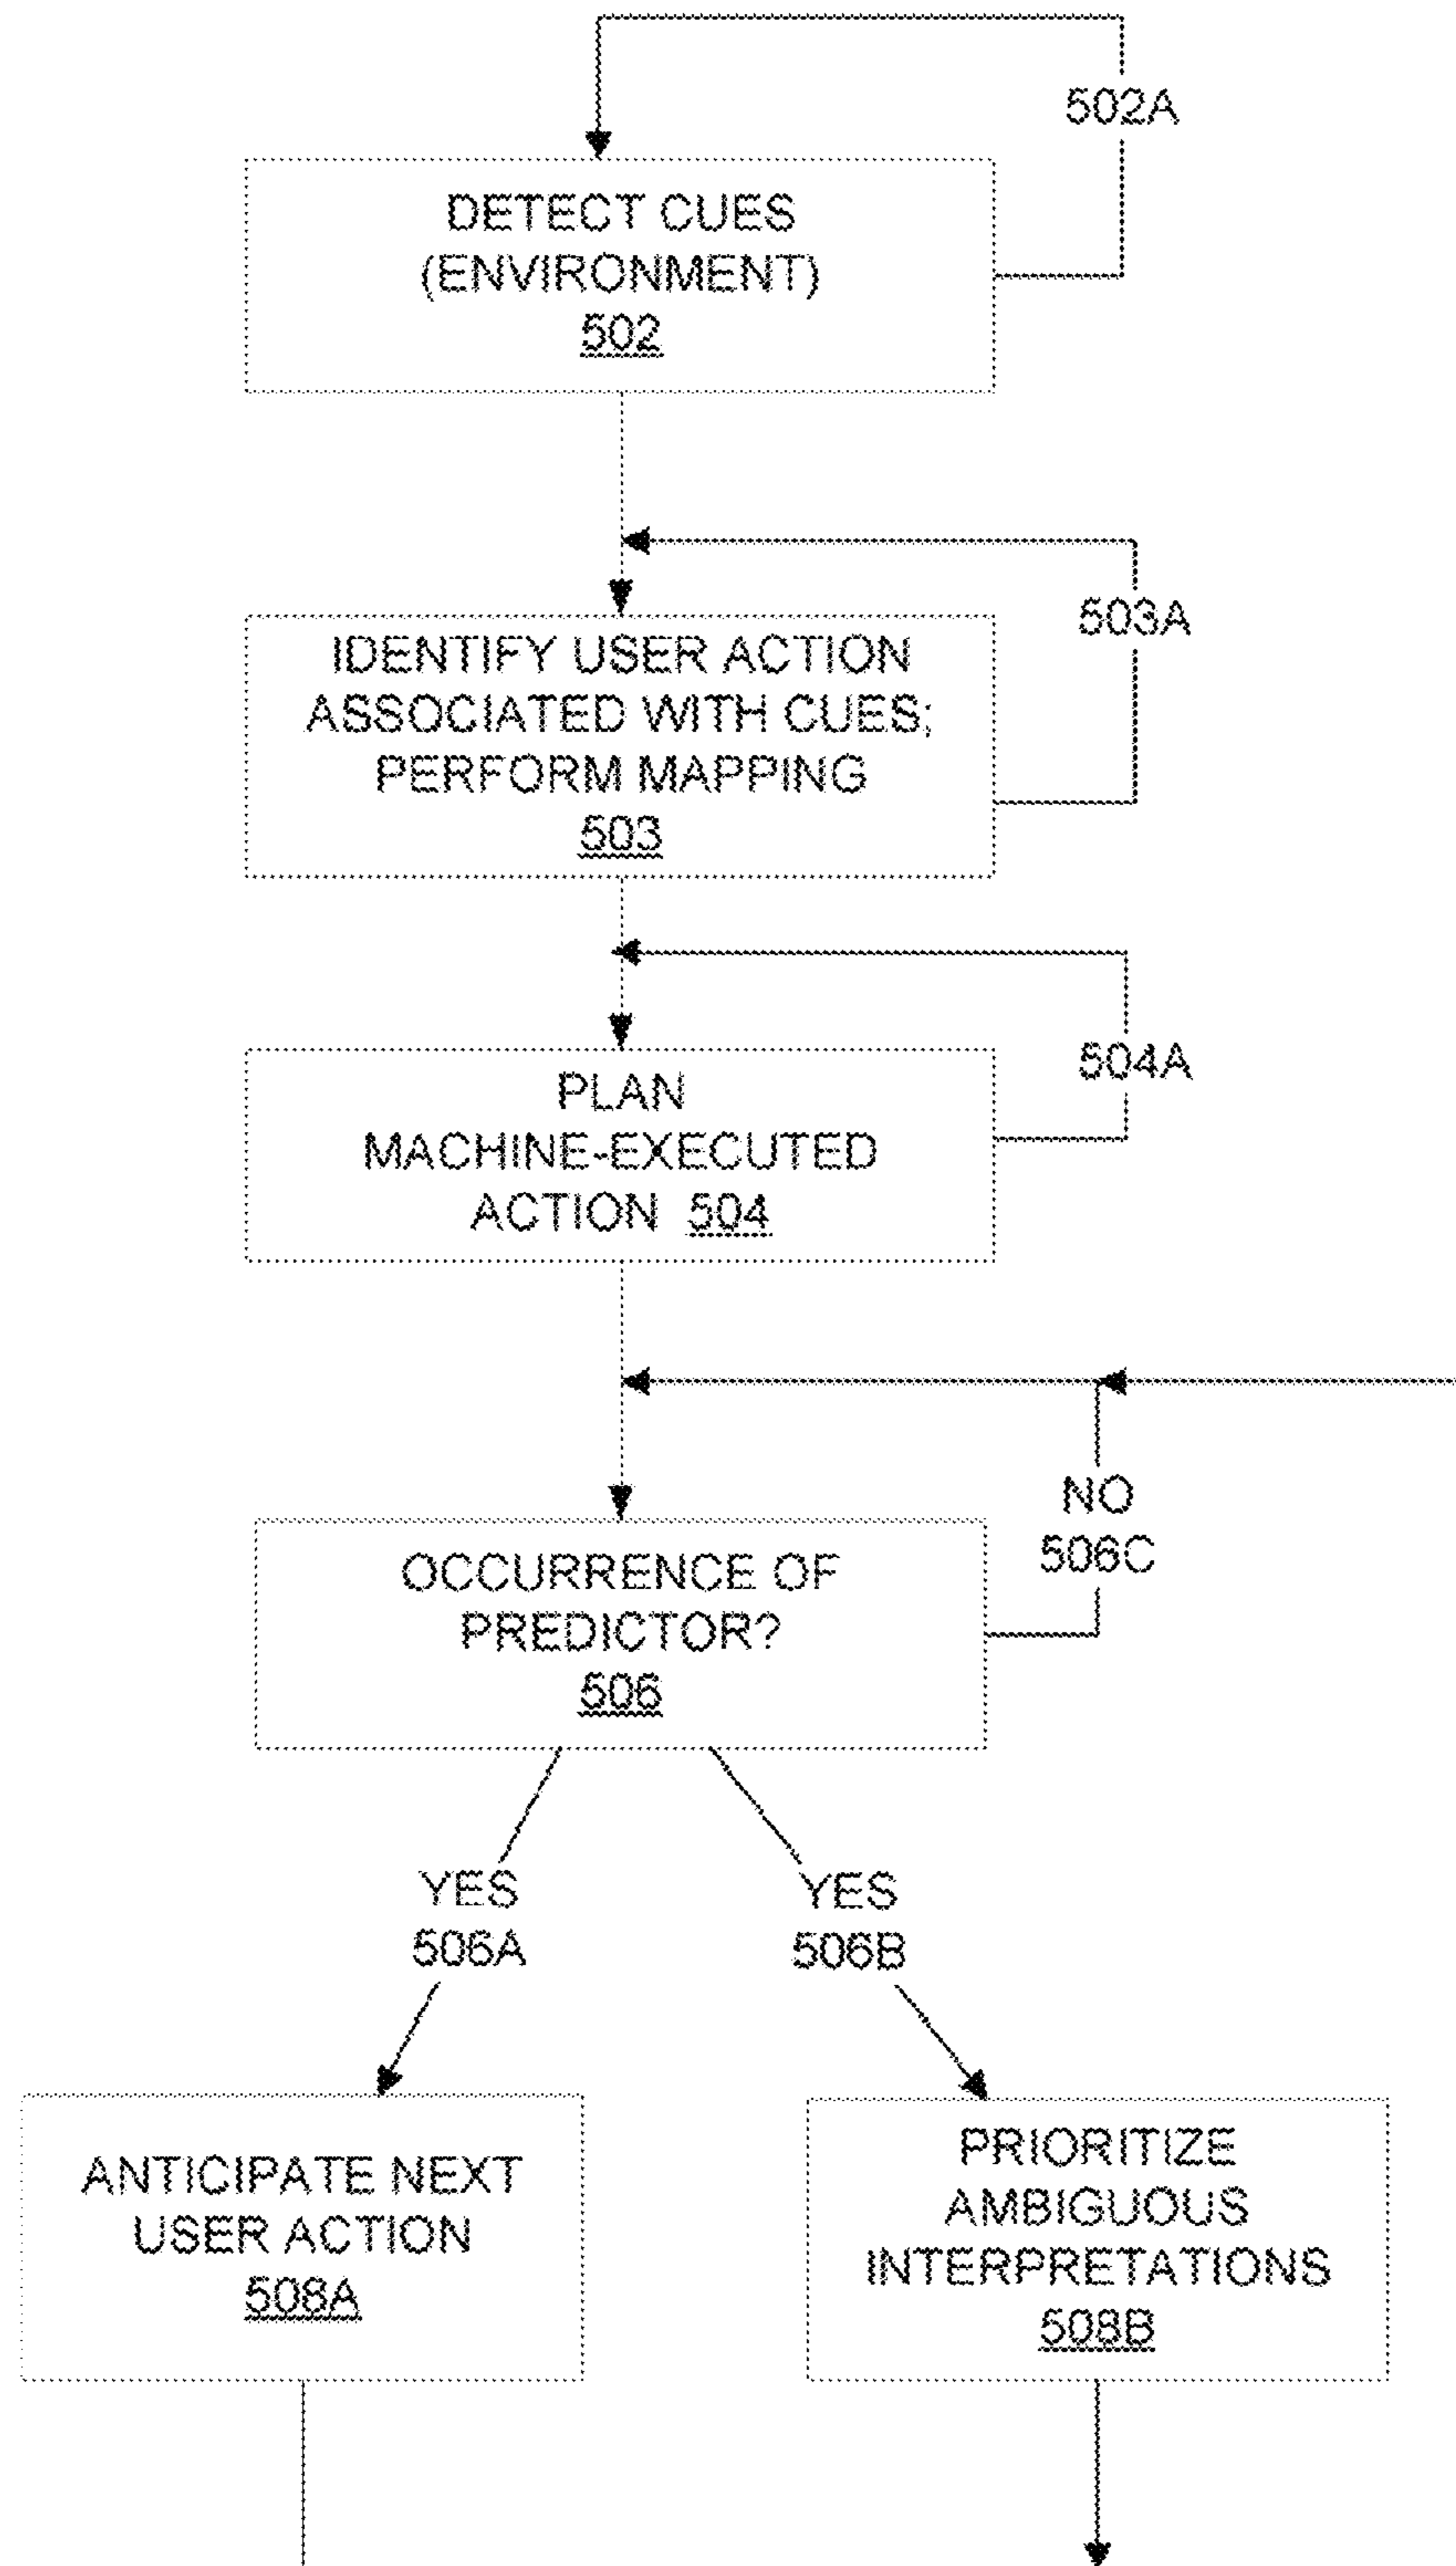 502A
DETECT CUES
(ENVIRONMENT)
502
503A
IDENTIFY USER ACTION
ASSOCIATED WITH CUES;
PERFORM MAPPING
503
504A
PLAN
MACHINE-EXECUTED
ACTION 504
NO
506C
OCCURRENCE OF
PREDICTOR?
506
YES
506A
YES
506B
ANTICIPATE NEXT
USER ACTION
508A
PRIORITIZE
AMBIGUOUS
INTERPRETATIONS
508B